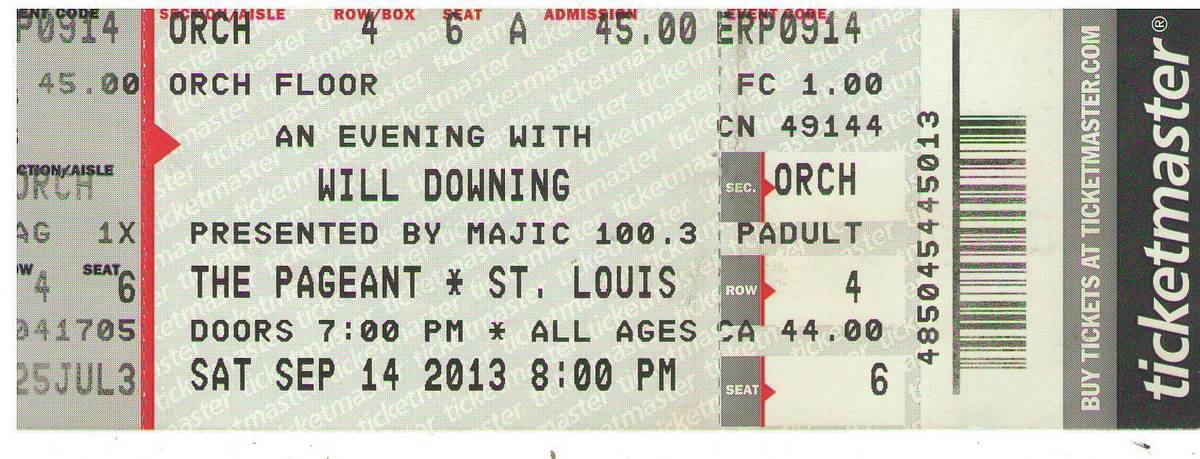 ENT CODE SECTION/AISLE ROW/BOX SEAT ADMISSION EVENT CODE
P0914 ORCH 4 6 A 45.00 ERP0914
45.00 ORCH FLOOR FC 1.00
AN EVENING WITH CN 49144
CTION/AISLE
ORCH WILL DOWNING SEC. ORCH
AG 1X PRESENTED BY MAJIC 100.3 PADULT
OW SEAT
4 6 THE PAGEANT * ST. LOUIS ROW 4
041705 DOORS 7:00 PM * ALL AGES CA 44.00
25JUL3 SAT SEP 14 2013 8:00 PM SEAT 6
4850454445013
BUY TICKETS AT TICKETMASTER.COM
ticketmaster®